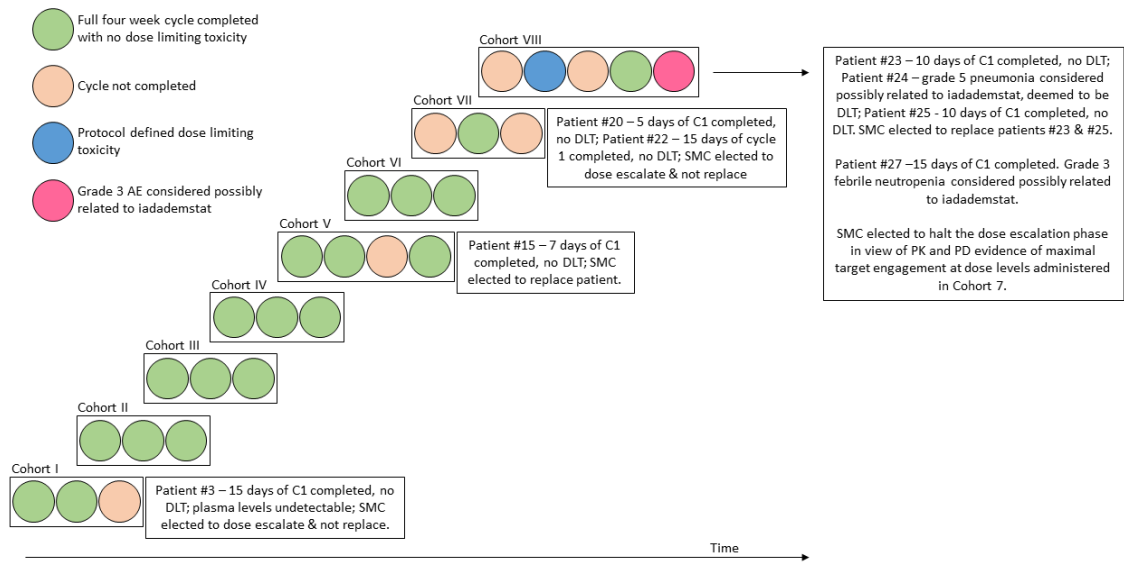 Full four week cycle completed
with no dose limiting toxicity
Cycle not completed
Protocol defined dose limiting
toxicity
Grade 3 AE considered possibly
related to iadademstat
Cohort VIII
Patient #23 – 10 days of C1 completed, no DLT;
Patient #24 – grade 5 pneumonia considered
possibly related to iadademstat, deemed to be
DLT; Patient #25 - 10 days of C1 completed, no
DLT. SMC elected to replace patients #23 & #25.
Patient #27 –15 days of C1 completed. Grade 3
febrile neutropenia considered possibly related
to iadademstat.
SMC elected to halt the dose escalation phase
in view of PK and PD evidence of maximal
target engagement at dose levels administered
in Cohort 7.
Cohort VII
Patient #20 – 5 days of C1 completed,
no DLT; Patient #22 – 15 days of cycle
1 completed, no DLT; SMC elected to
dose escalate & not replace
Cohort VI
Cohort V
Patient #15 – 7 days of C1
completed, no DLT; SMC
elected to replace patient.
Cohort IV
Cohort III
Cohort II
Cohort I
Patient #3 – 15 days of C1 completed, no
DLT; plasma levels undetectable; SMC
elected to dose escalate & not replace.
Time